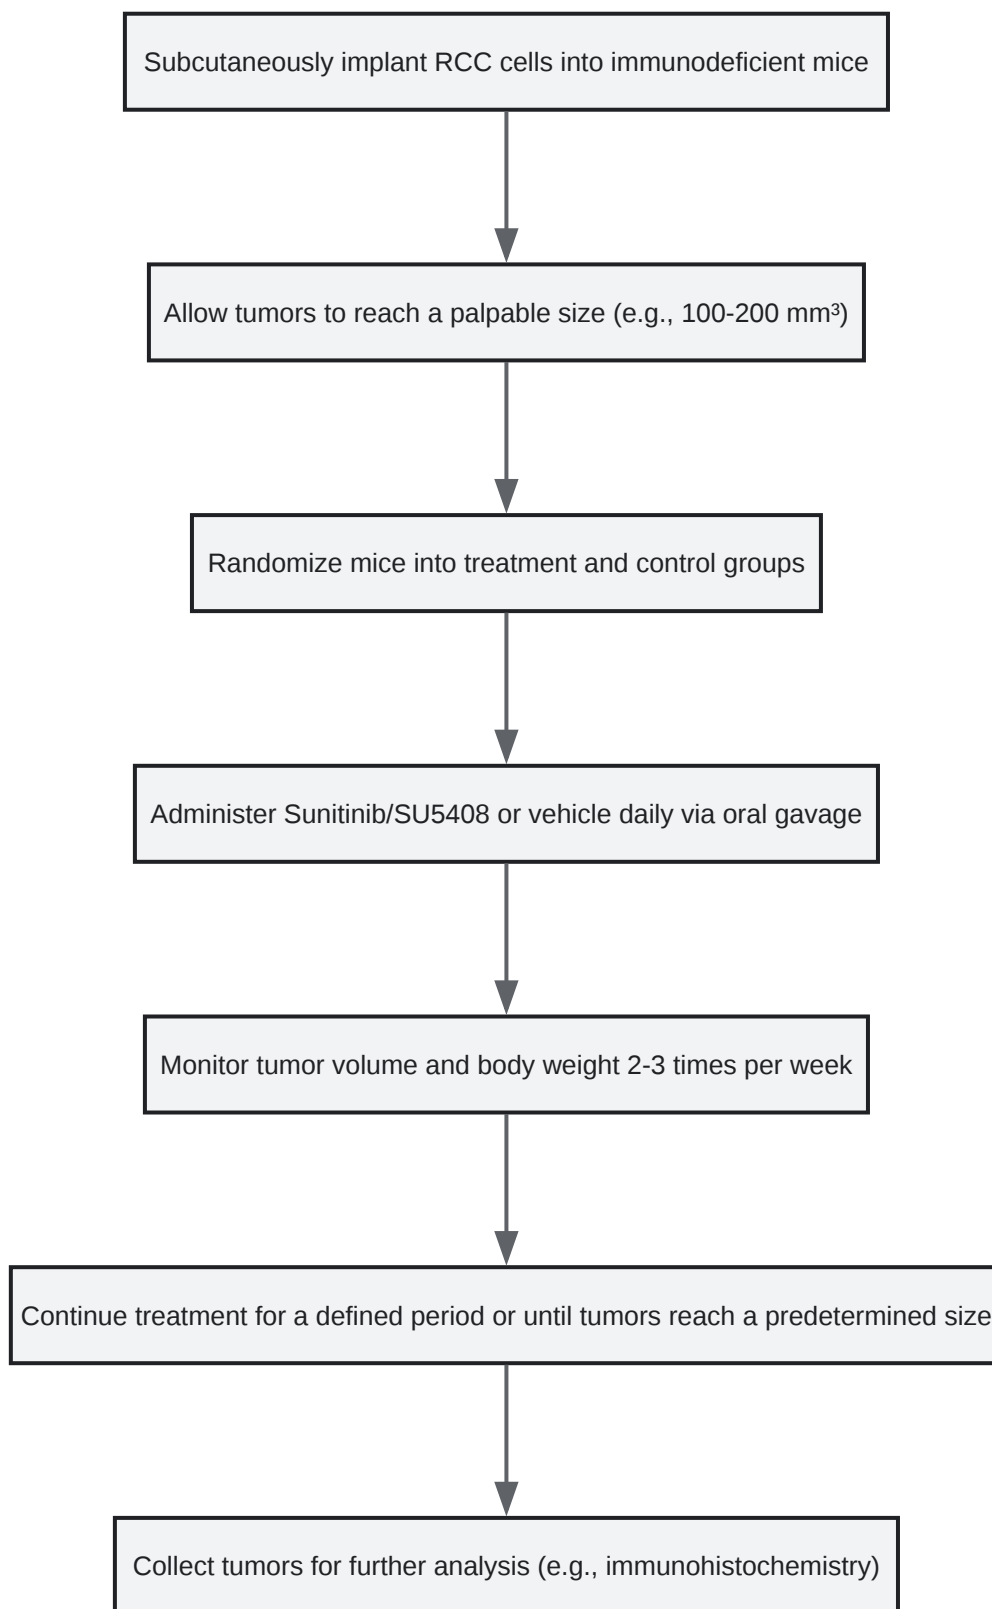 Subcutaneously implant RCC cells into immunodeficient mice
Allow tumors to reach a palpable size (e.g., 100-200 mm³)
Randomize mice into treatment and control groups
Administer Sunitinib/SU5408 or vehicle daily via oral gavage
Monitor tumor volume and body weight 2-3 times per week
Continue treatment for a defined period or until tumors reach a predetermined size
Collect tumors for further analysis (e.g., immunohistochemistry)